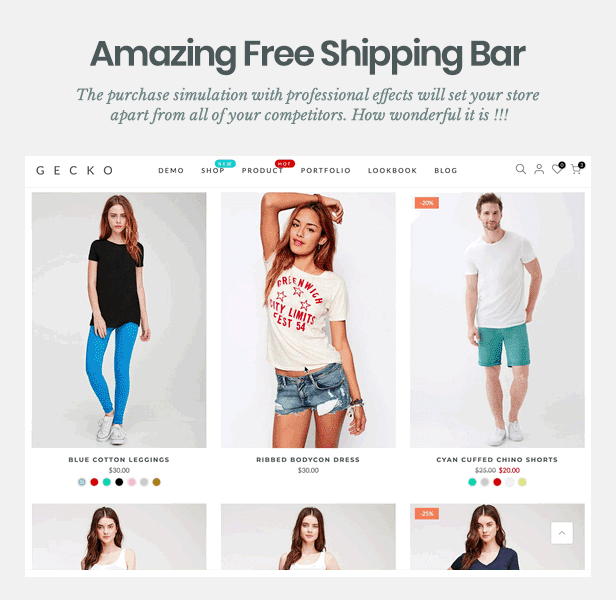 Amazing Free Shipping Bar
The purchase simulation with professional effects will set your store
apart from all of your competitors. How wonderful it is !!!
GECKO DEMO SHOP NEW PRODUCT HOT PORTFOLIO LOOKBOOK BLOG 0 3
-20%
GREENWICH
CITY LIMITS
FEST 54
BLUE COTTON LEGGINGS RIBBED BODYCON DRESS CYAN CUFFED CHINO SHORTS
$30.00 $30.00 $25.00 $20.00
-25%